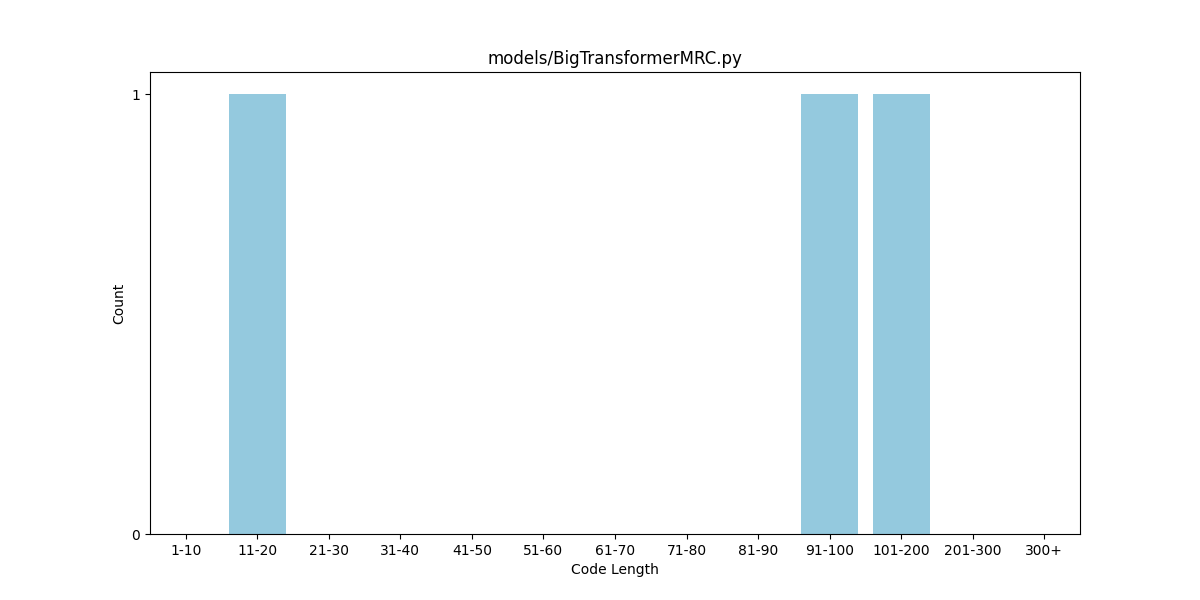 models/BigTransformerMRC.py
1
Count
0
1-10 11-20 21-30 31-40 41-50 51-60 61-70 71-80 81-90 91-100 101-200 201-300 300+
Code Length